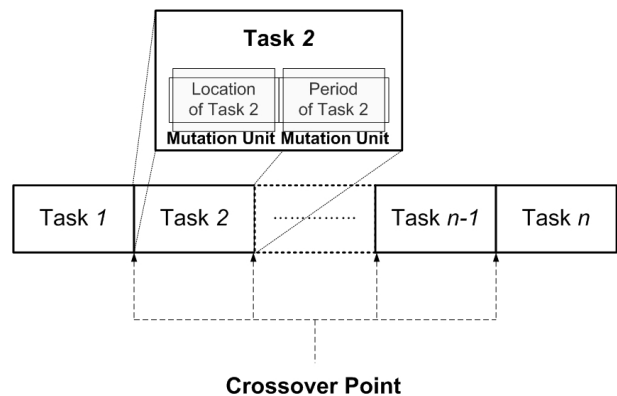 Task 2
Location
of Task 2
Period
of Task 2
Mutation Unit Mutation Unit
Task 1
Task 2
...............
Task n-1
Task n
Crossover Point